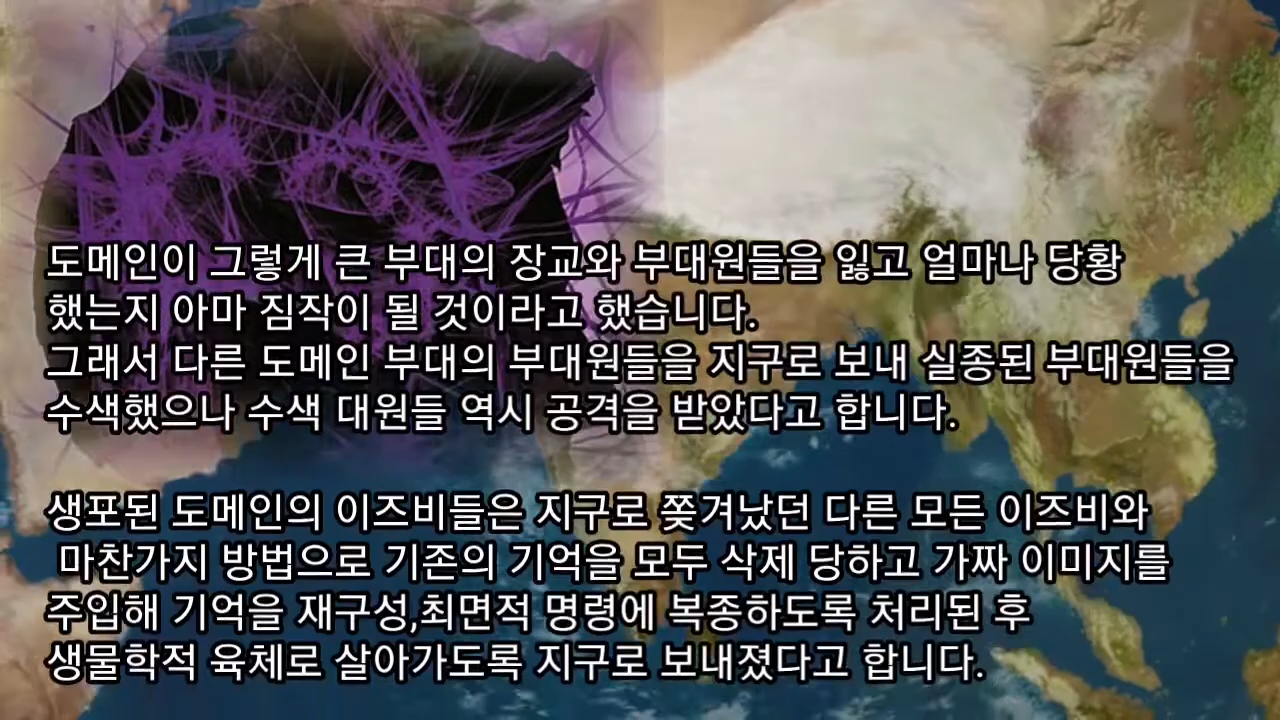 도메인이 그렇게 큰 부대의 장교와 부대원들을 잃고 얼마나 당황
했는지 아마 짐작이 될 것이라고 했습니다.
그래서 다른 도메인 부대의 부대원들을 지구로 보내 실종된 부대원들을
수색했으나 수색 대원들 역시 공격을 받았다고 합니다.
생포된 도메인의 이즈비들은 지구로 쫒겨났던 다른 모든 이즈비와
마찬가지 방법으로 기존의 기억을 모두 삭제 당하고 가짜 이미지를
주입해 기억을 재구성,최면적 명령에 복종하도록 처리된 후
생물학적 육체로 살아가도록 지구로 보내졌다고 합니다.